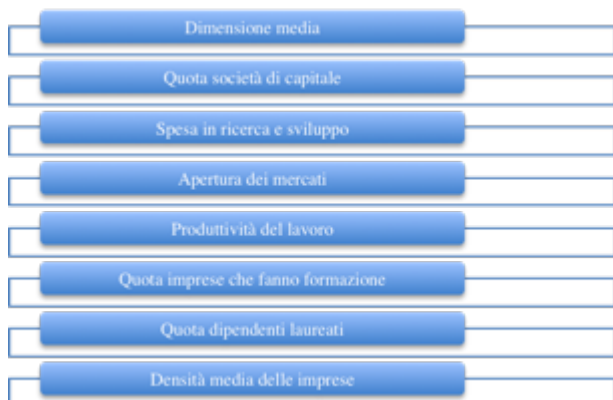 Dimensione media
Quota società di capitale
Spesa in ricerca e sviluppo
Apertura dei mercati
Produttività del lavoro
Quota imprese che fanno formazione
Quota dipendenti laureati
Densità media delle imprese